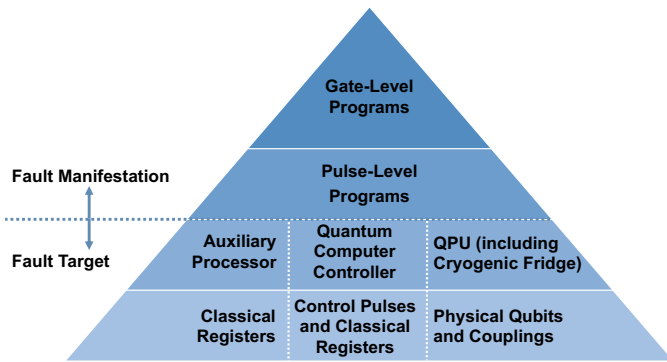 Gate-Level
Programs
Pulse-Level
Programs
Fault Manifestation
Fault Target
Auxiliary
Processor
Quantum
Computer
Controller
QPU (including
Cryogenic Fridge)
Classical
Registers
Control Pulses
and Classical
Registers
Physical Qubits
and Couplings